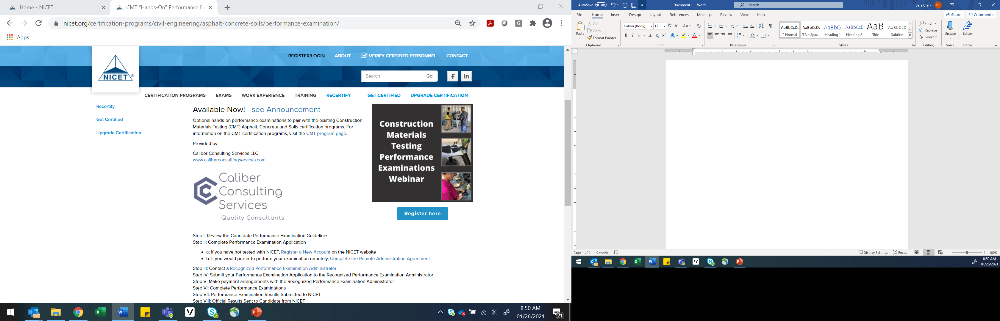 Home - NICET
CMT "Hands-On" Performance E
nicet.org/certification-programs/civil-engineering/asphalt-concrete-soils/performance-examination/
Apps
REGISTER/LOGIN ABOUT VERIFY CERTIFIED PERSONNEL CONTACT
NICET®
Search Go!
CERTIFICATION PROGRAMS EXAMS WORK EXPERIENCE TRAINING RECERTIFY GET CERTIFIED UPGRADE CERTIFICATION
Recertify
Get Certified
Upgrade Certification
Available Now! - see Announcement
Optional hands-on performance examinations to pair with the existing Construction
Materials Testing (CMT) Asphalt, Concrete and Soils certification programs. For
information on the CMT certification programs, visit the CMT program page.
Provided by-
Caliber Consulting Services LLC
www.caliberconsultingservices.com
Caliber
Consulting
Services
Quality Consultants
Construction
Materials
Testing
Performance
Examinations
Webinar
Register here
Step I: Review the Candidate Performance Examination Guidelines
Step II: Complete Performance Examination Application
• a: If you have not tested with NICET, Register a New Account on the NICET website
• b: If you would prefer to perform your examination remotely, Complete the Remote Administration Agreement
Step III: Contact a Recognized Performance Examination Administrator
Step IV: Submit your Performance Examination Application to the Recognized Performance Examination Administrator
Step V: Make payment arrangements with the Recognized Performance Examination Administrator
Step VI: Complete Performance Examinations
Step VII: Performance Examination Results Submitted to NICET
Step VIII: Official Results Sent to Candidate from NICET
8:50 AM
01/26/2021
21
AutoSave Off Document1 - Word Search Sara Clark SC
File Home Insert Design Layout References Mailings Review View Help Share Comments
Paste
Cut
Copy
Format Painter
Clipboard
Calibri (Body) 11
Font
Paragraph
AaBbCcDc AaBbCcDc AaBbCc AaBbCcD AaB AaBbCcD
¶ Normal ¶ No Spac... Heading 1 Heading 2 Title Subtitle
Styles
Find
Replace
Select
Editing
Dictate
Voice
Editor
Editor
1 1 2 3 4 5 6 7
Page 1 of 1 0 words Display Settings Focus 100%
8:50 AM
01/26/2021